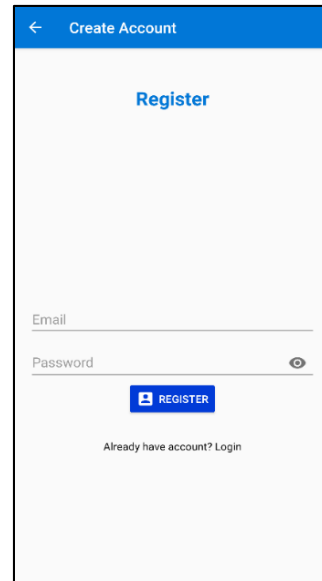 Create Account
Register
Email
Password
REGISTER
Already have account? Login